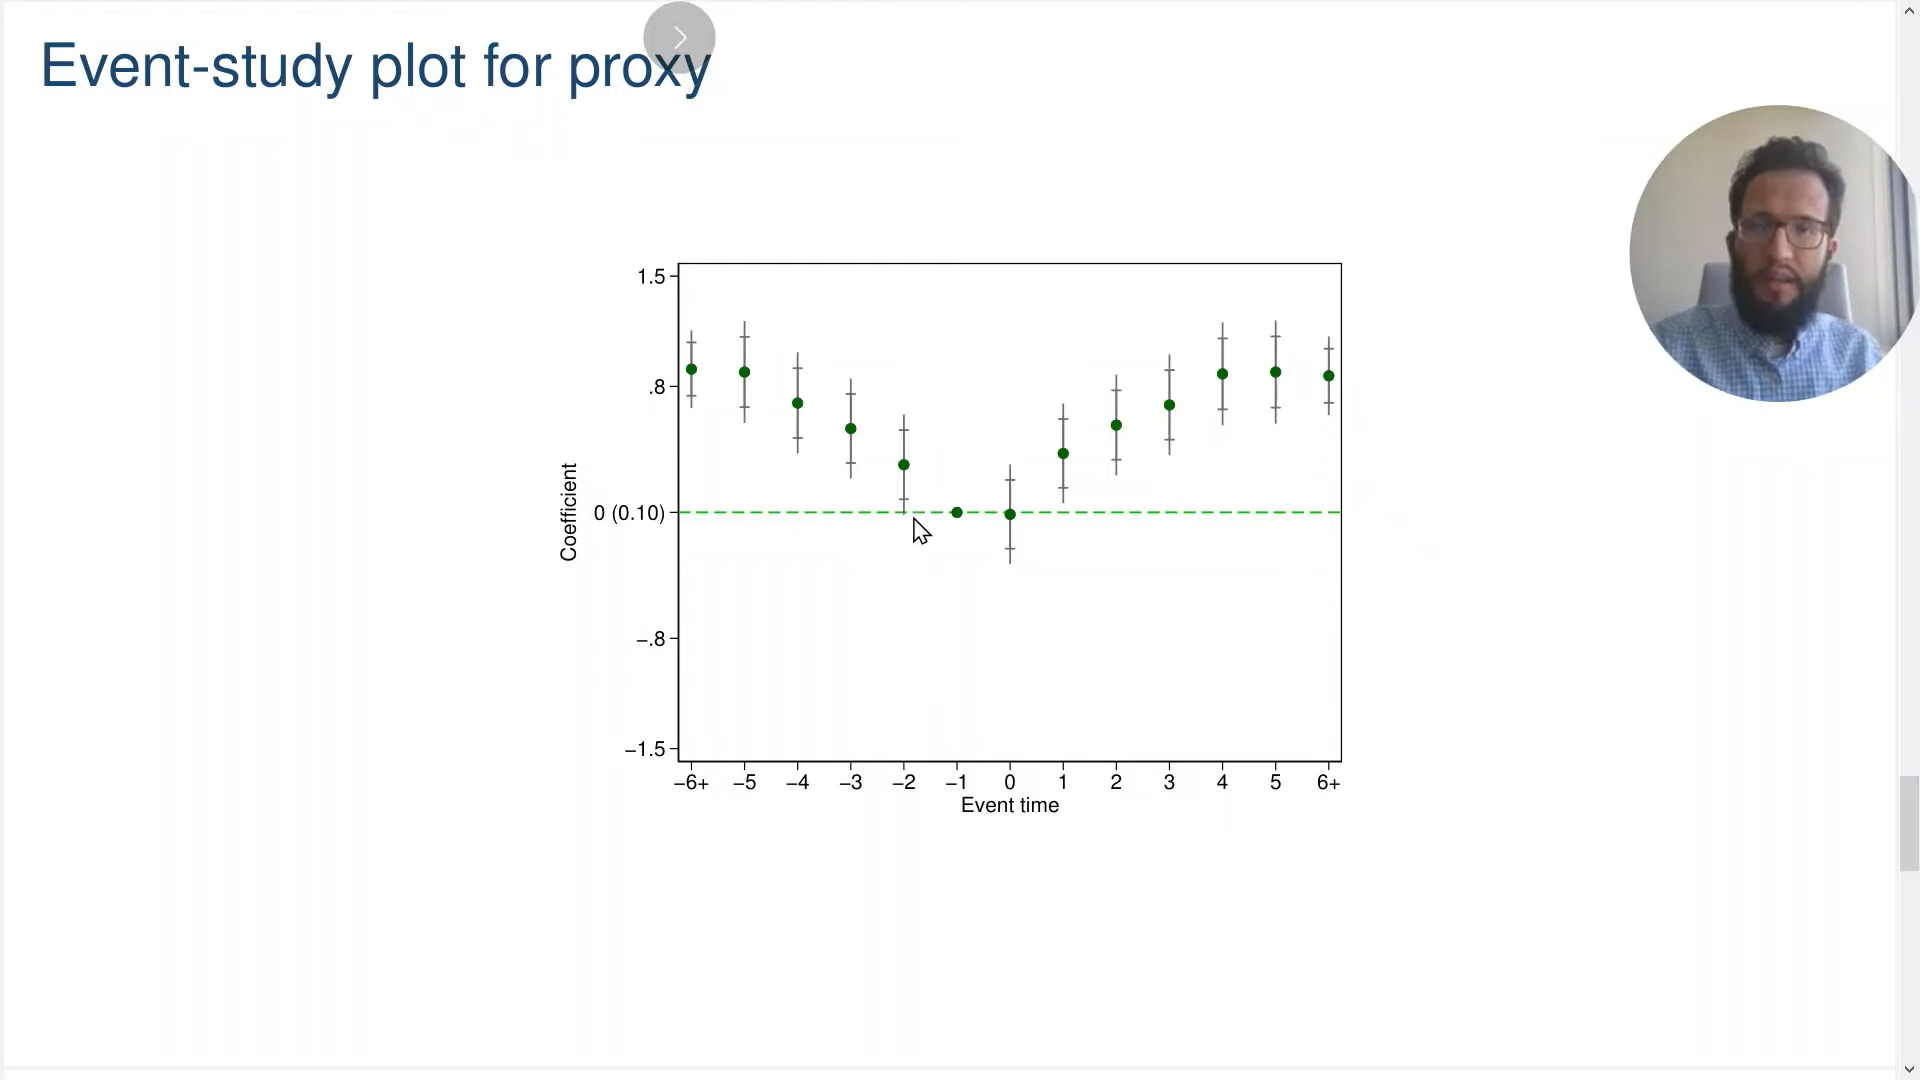 Event-study plot for proxy
1.5
.8
0 (0.10)
−.8
−1.5
Coefficient
−6+ −5 −4 −3 −2 −1 0 1 2 3 4 5 6+
Event time